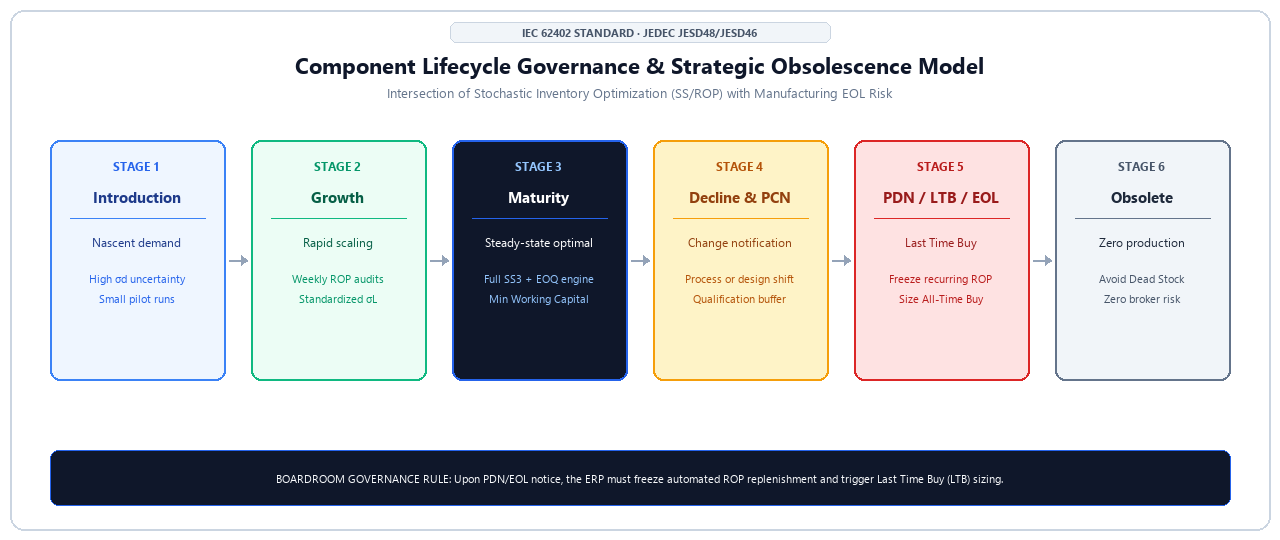 IEC 62402 STANDARD · JEDEC JESD48/JESD46
Component Lifecycle Governance & Strategic Obsolescence Model
Intersection of Stochastic Inventory Optimization (SS/ROP) with Manufacturing EOL Risk
STAGE 1
Introduction
Nascent demand
High σd uncertainty
Small pilot runs
STAGE 2
Growth
Rapid scaling
Weekly ROP audits
Standardized σL
STAGE 3
Maturity
Steady-state optimal
Full SS3 + EOQ engine
Min Working Capital
STAGE 4
Decline & PCN
Change notification
Process or design shift
Qualification buffer
STAGE 5
PDN / LTB / EOL
Last Time Buy
Freeze recurring ROP
Size All-Time Buy
STAGE 6
Obsolete
Zero production
Avoid Dead Stock
Zero broker risk
BOARDROOM GOVERNANCE RULE: Upon PDN/EOL notice, the ERP must freeze automated ROP replenishment and trigger Last Time Buy (LTB) sizing.